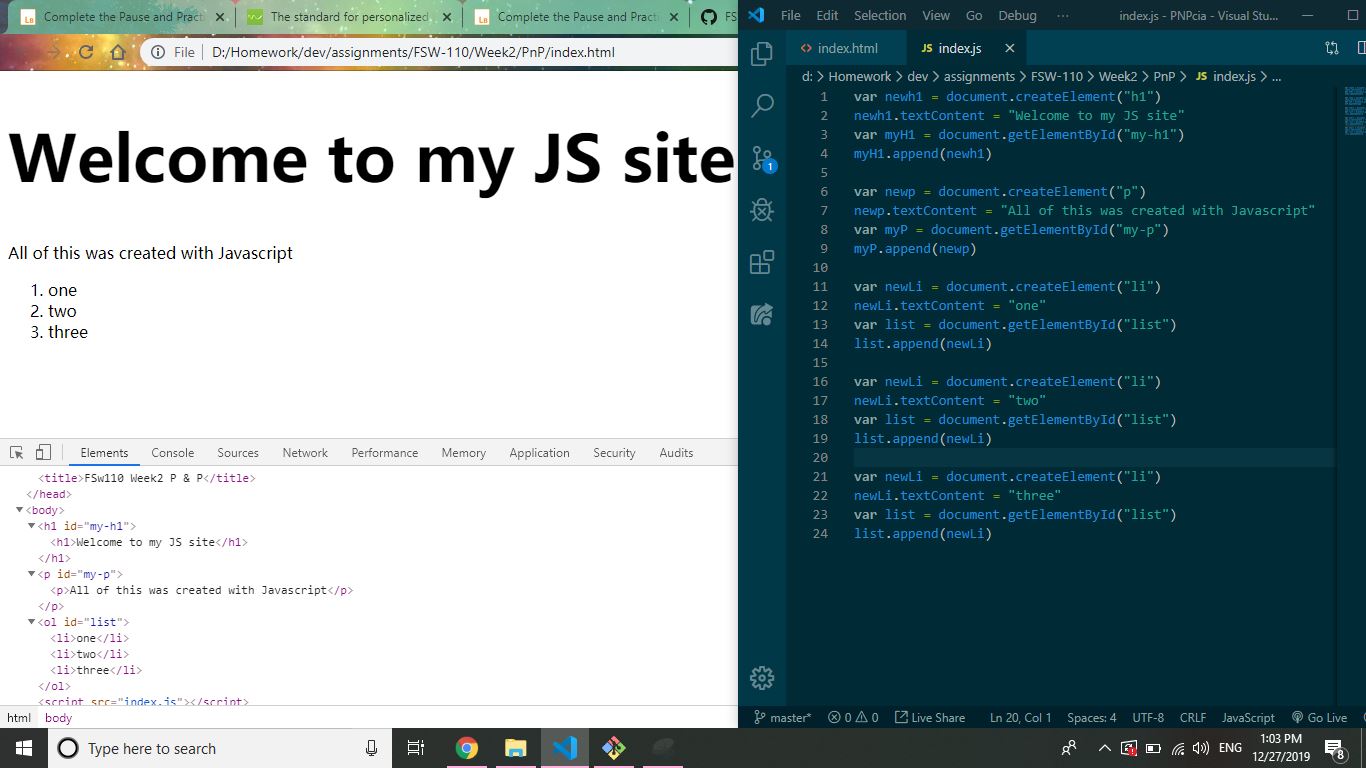 Complete the Pause and Pract
The standard for personalized
Complete the Pause and Practi
FS
File
D:/Homework/dev/assignments/FSW-110/Week2/PnP/index.html
Welcome to my JS site
All of this was created with Javascript
1. one
2. two
3. three
Elements Console Sources Network Performance Memory Application Security Audits
<title>FSw110 Week2 P & P</title>
</head>
<body>
<h1 id="my-h1">
<h1>Welcome to my JS site</h1>
</h1>
<p id="my-p">
<p>All of this was created with Javascript</p>
</p>
<ol id="list">
<li>one</li>
<li>two</li>
<li>three</li>
</ol>
<script src="index.js"></script>
html body
File Edit Selection View Go Debug ··· index.js - PNPcia - Visual Stu...
<> index.html JS index.js
d: > Homework > dev > assignments > FSW-110 > Week2 > PnP > JS index.js > ...
1 var newh1 = document.createElement("h1")
2 newh1.textContent = "Welcome to my JS site"
3 var myH1 = document.getElementById("my-h1")
4 myH1.append(newh1)
5
6 var newp = document.createElement("p")
7 newp.textContent = "All of this was created with Javascript"
8 var myP = document.getElementById("my-p")
9 myP.append(newp)
10
11 var newLi = document.createElement("li")
12 newLi.textContent = "one"
13 var list = document.getElementById("list")
14 list.append(newLi)
15
16 var newLi = document.createElement("li")
17 newLi.textContent = "two"
18 var list = document.getElementById("list")
19 list.append(newLi)
20
21 var newLi = document.createElement("li")
22 newLi.textContent = "three"
23 var list = document.getElementById("list")
24 list.append(newLi)
1
master* 0 0 Live Share Ln 20, Col 1 Spaces: 4 UTF-8 CRLF JavaScript Go Live
Type here to search
ENG
1:03 PM
12/27/2019
8